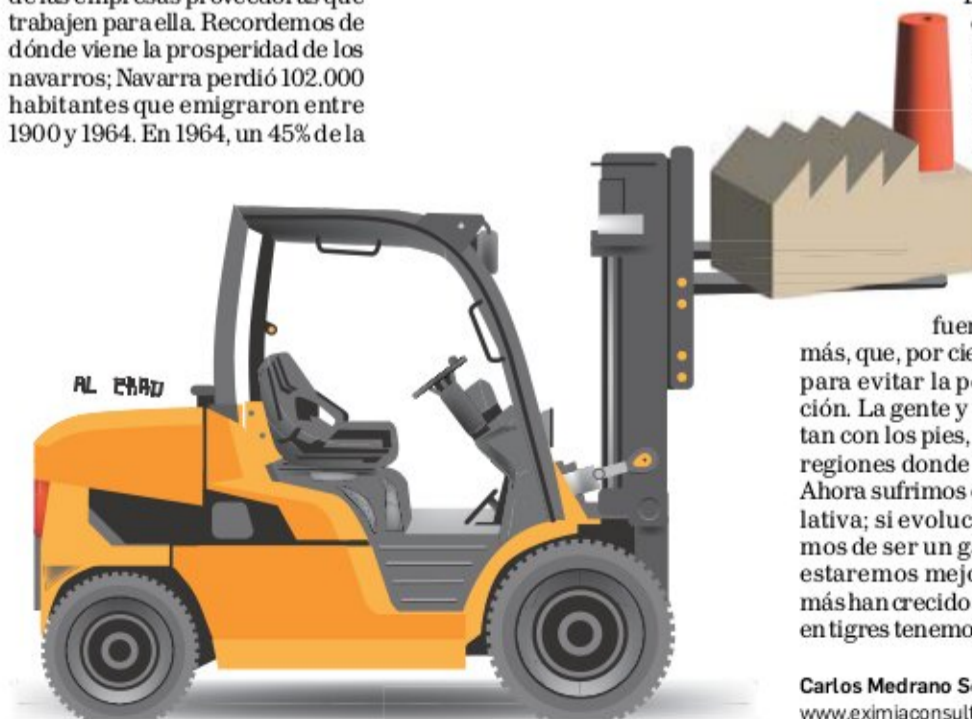 trabajen para ella. Recordemos de
dónde viene la prosperidad de los
navarros; Navarra perdió 102.000
habitantes que emigraron entre
1900 y 1964. En 1964, un 45% de la
AL ERAU
más, que, por cie
para evitar la p
ción. La gente y
tan con los pies,
regiones donde
Ahora sufrimos
lativa; si evoluc
mos de ser un g
estaremos mejo
más han crecido
en tigres tenemo
Carlos Medrano S
www.eximiaconsult